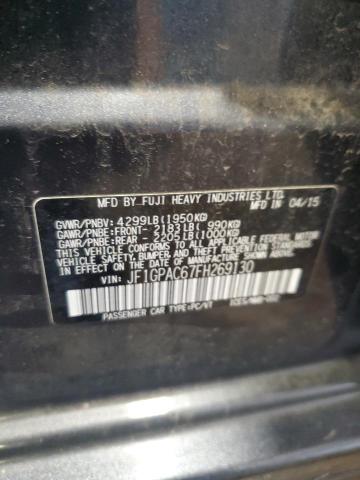 MFD BY FUJI HEAVY INDUSTRIES LTD.
MFD IN 04/15
GVWR/PNBV: 4299LB(1950KG)
GAWR/PNBE:FRONT- 2183LB( 990KG)
GAWR/PNBE:REAR - 2205LB(1000KG)
THIS VEHICLE CONFORMS TO ALL APPLICABLE FEDERAL MOTOR
VEHICLE SAFETY, BUMPER, AND THEFT PREVENTION STANDARDS
IN EFFECT ON THE DATE OF MANUFACTURE SHOWN ABOVE.
VIN: JF1GPAC67FH269130
PASSENGER CAR TYPE:PC/VT